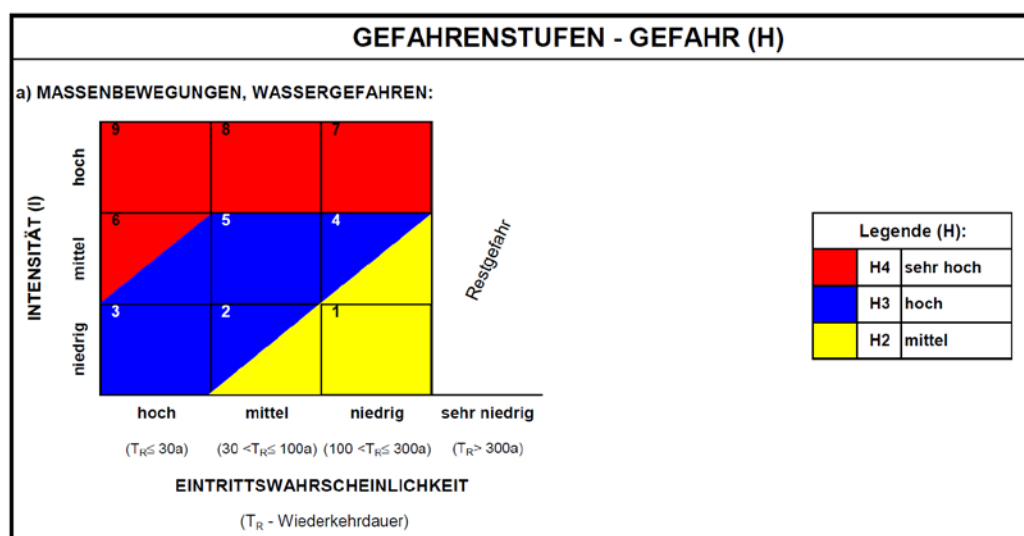 GEFAHRENSTUFEN - GEFAHR (H)
a) MASSENBEWEGUNGEN, WASSERGEFAHREN:
INTENSITÄT (I)
hoch
9 8 7
mittel
6 5 4
niedrig
3 2 1
Restgefahr
hoch mittel niedrig sehr niedrig
(TR≤ 30a) (30 <TR≤ 100a) (100 <TR≤ 300a) (TR> 300a)
EINTRITTSWAHRSCHEINLICHKEIT
(TR - Wiederkehrdauer)
Legende (H):
H4 sehr hoch
H3 hoch
H2 mittel